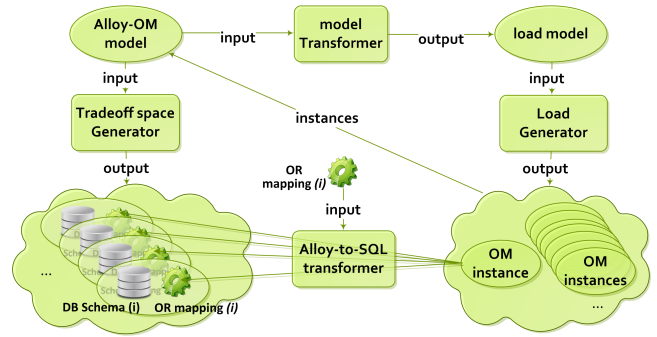 Alloy-OM
model
input
model
Transformer
output
load model
input
input
Tradeoff space
Generator
instances
Load
Generator
output
OR
mapping (i)
output
input
Alloy-to-SQL
transformer
OM
instance
OM
instances
...
...
DB Schema (i)
OR mapping (i)